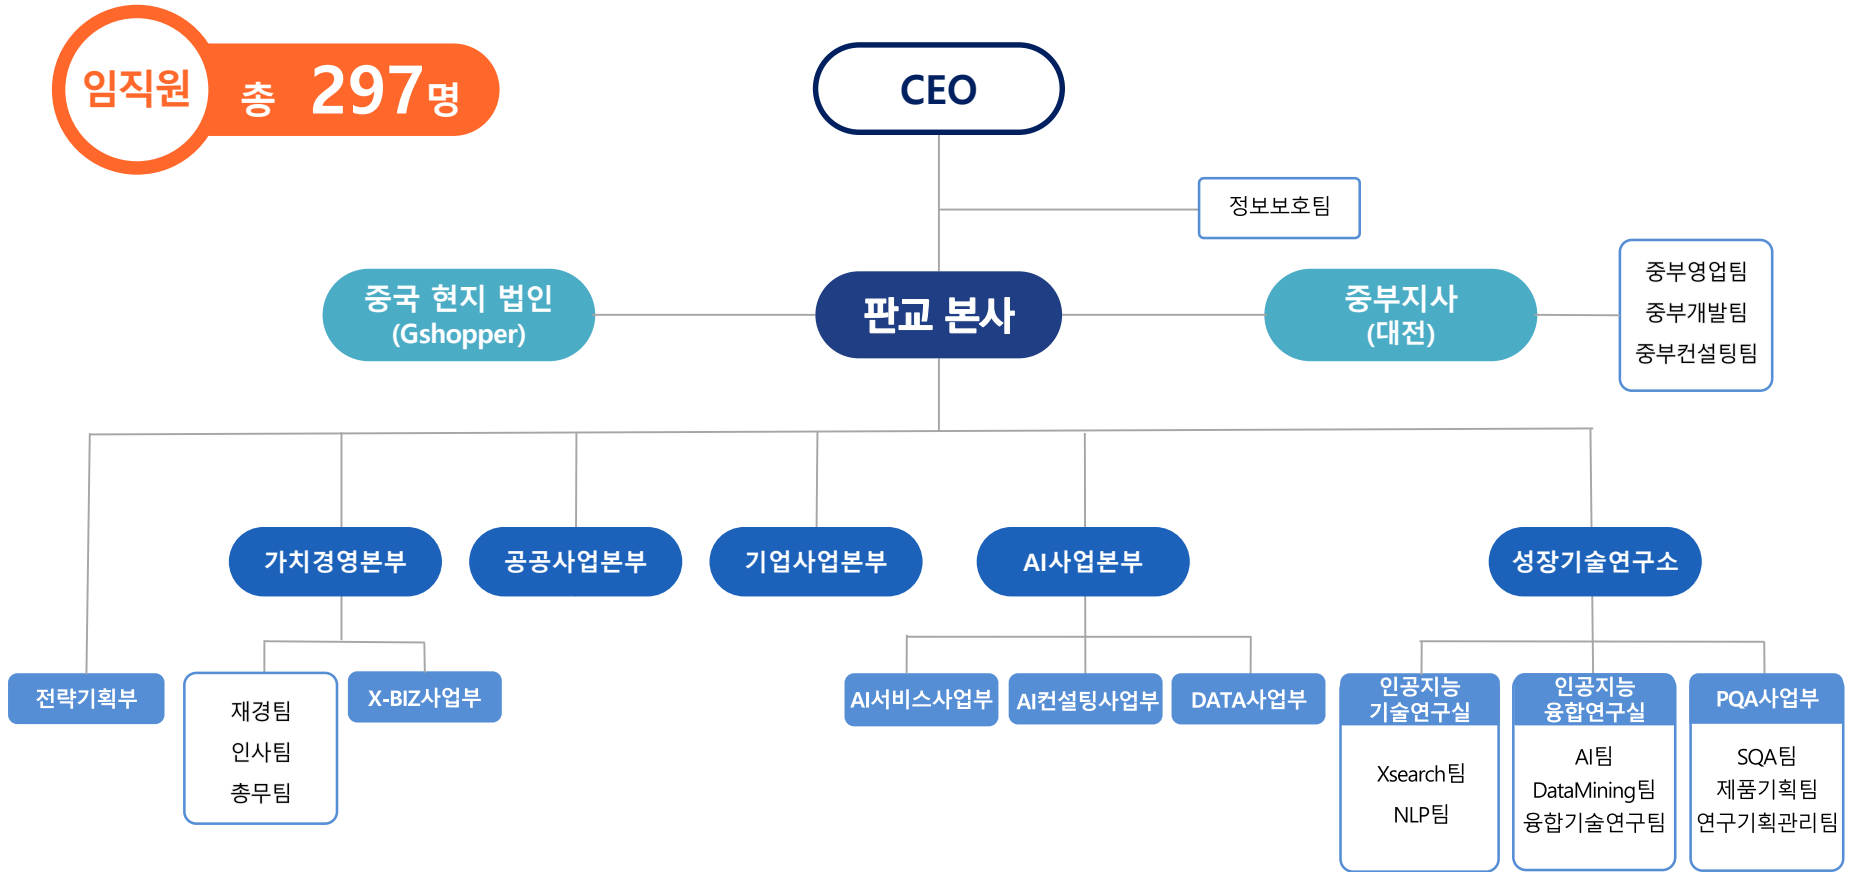 임직원
총 297명
CEO
정보보호팀
중국 현지 법인
(Gshopper)
판교 본사
중부지사
(대전)
중부영업팀
중부개발팀
중부컨설팅팀
가치경영본부
공공사업본부
기업사업본부
AI사업본부
성장기술연구소
전략기획부
재경팀
인사팀
총무팀
X-BIZ사업부
AI서비스사업부
AI컨설팅사업부
DATA사업부
인공지능
기술연구실
Xsearch팀
NLP팀
인공지능
융합연구실
AI팀
DataMining팀
융합기술연구팀
PQA사업부
SQA팀
제품기획팀
연구기획관리팀